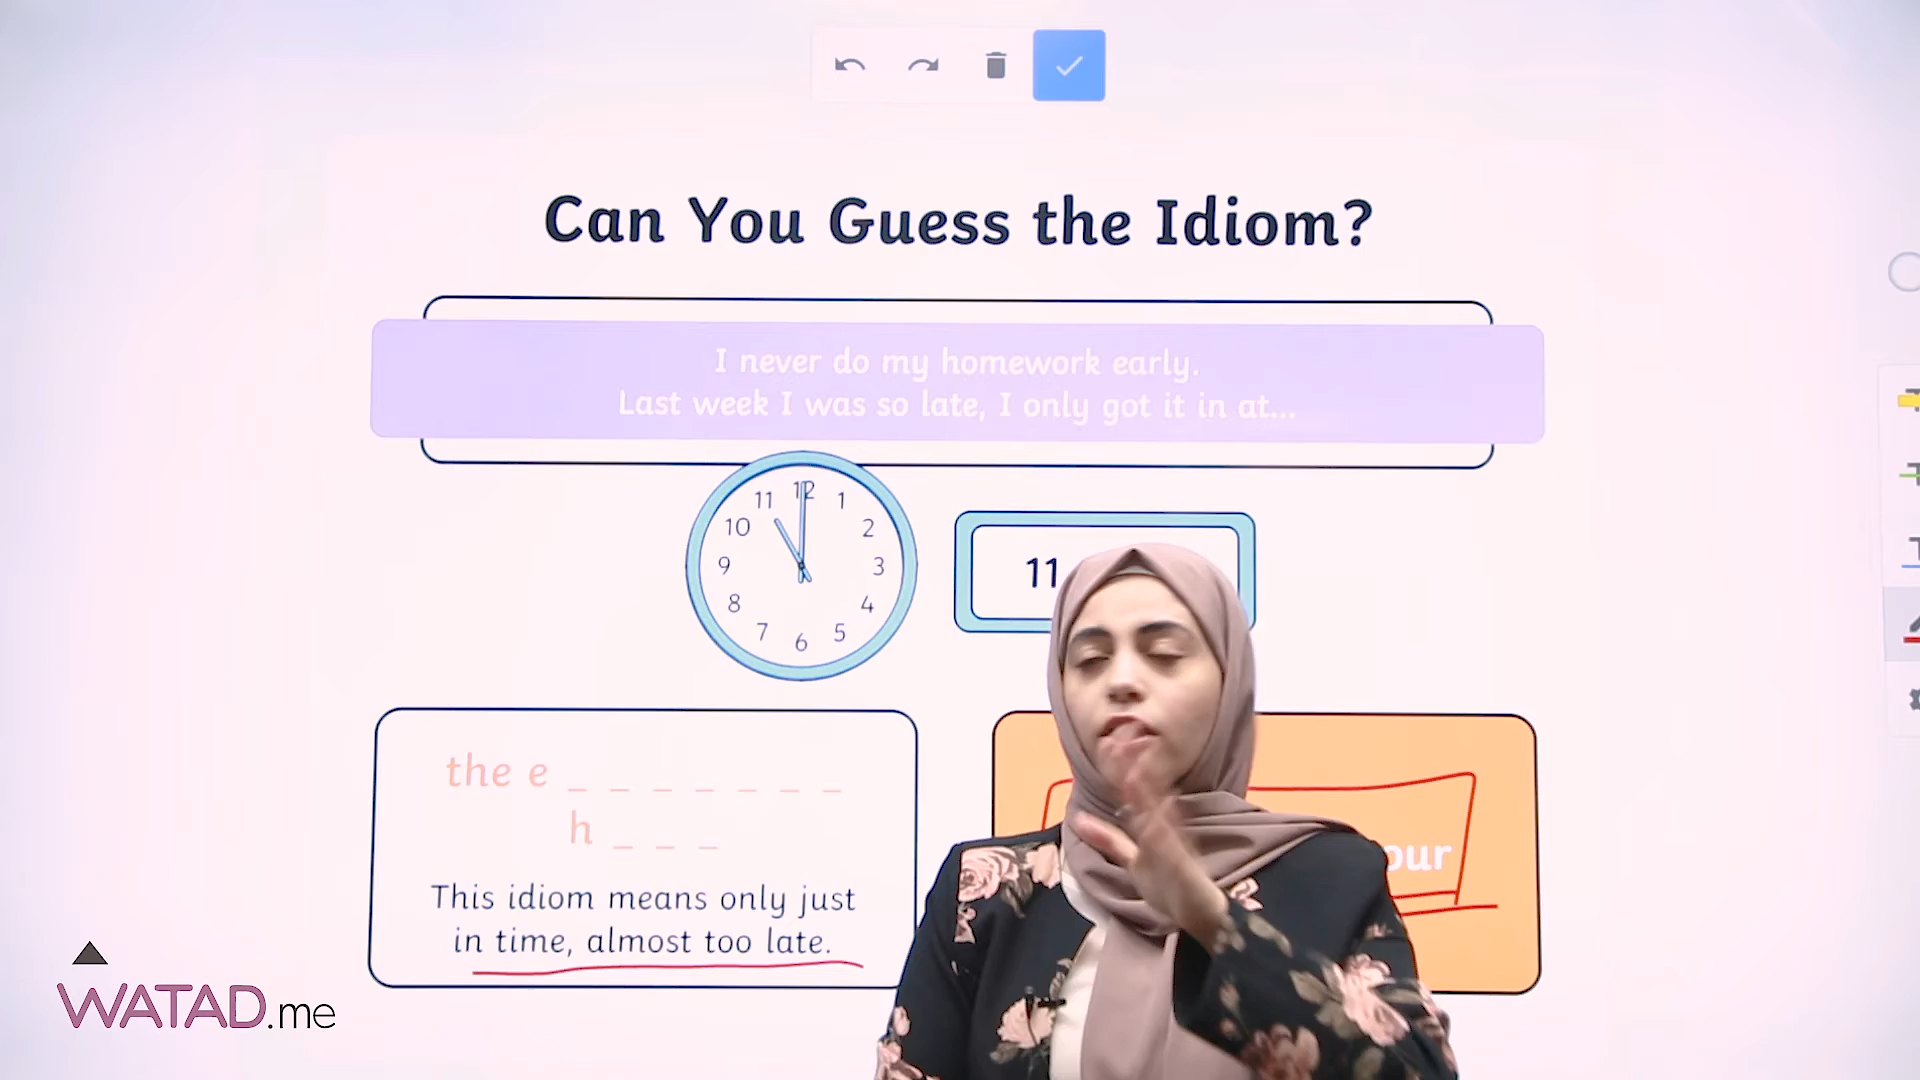 Can You Guess the Idiom?
I never do my homework early.
Last week I was so late, I only got it in at...
12
11 1
10 2
9 3
8 4
7 5
6
11
the e _ _ _ _ _ _ _
h _ _ _
This idiom means only just
in time, almost too late.
our
WATAD.me